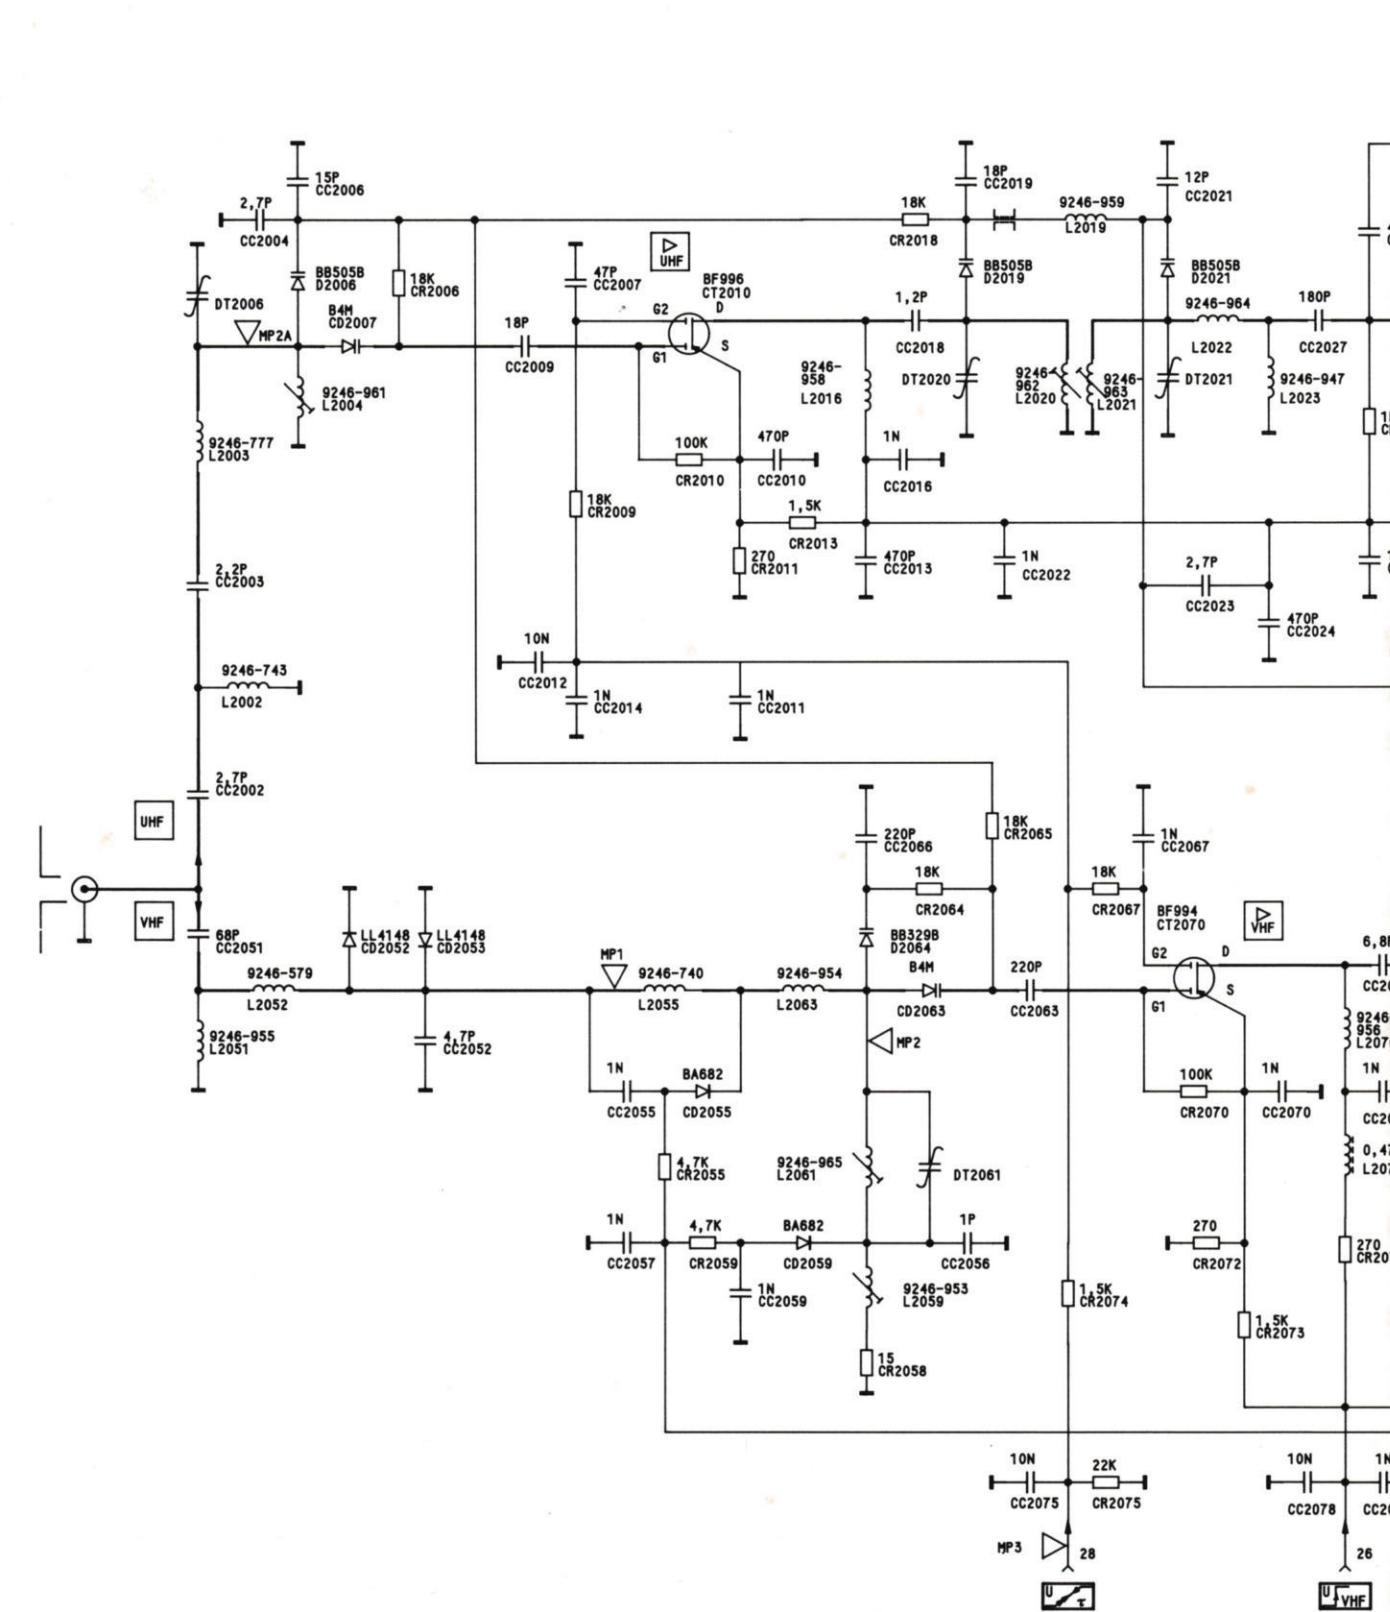 15P
CC2006
2,7P
CC2004
BB505B
D2006
18K
CR2006
B4M
CD2007
DT2006
MP2A
9246-961
L2004
9246-777
L2003
2,2P
CC2003
9246-743
L2002
2,7P
CC2002
UHF
VHF
47P
CC2007
UHF
BF996
CT2010
G2
D
S
G1
18P
CC2009
100K
CR2010
470P
CC2010
18K
CR2009
1,5K
CR2013
270
CR2011
10N
CC2012
1N
CC2014
1N
CC2011
18K
CR2018
18P
CC2019
9246-959
L2019
12P
CC2021
BB505B
D2019
BB505B
D2021
1,2P
CC2018
9246-964
L2022
180P
CC2027
9246-
958
L2016
DT2020
9246-
962
L2020
9246-
963
L2021
DT2021
9246-947
L2023
1N
CC2016
470P
CC2013
1N
CC2022
2,7P
CC2023
470P
CC2024
68P
CC2051
9246-579
L2052
9246-955
L2051
LL4148
CD2052
LL4148
CD2053
4,7P
CC2052
MP1
9246-740
L2055
9246-954
L2063
1N
CC2055
BA682
CD2055
4,7K
CR2055
1N
CC2057
4,7K
CR2059
1N
CC2059
BA682
CD2059
9246-965
L2061
DT2061
1P
CC2056
9246-953
L2059
15
CR2058
220P
CC2066
18K
CR2064
18K
CR2065
BB329B
D2064
B4M
CD2063
220P
CC2063
MP2
1N
CC2067
18K
CR2067
BF994
CT2070
VHF
G2
D
S
G1
6,8P
9246-
956
100K
CR2070
1N
CC2070
1N
270
CR2072
270
1,5K
CR2074
1,5K
CR2073
10N
CC2075
22K
CR2075
10N
CC2078
1N
MP3
28
26
U
τ
U
VHF